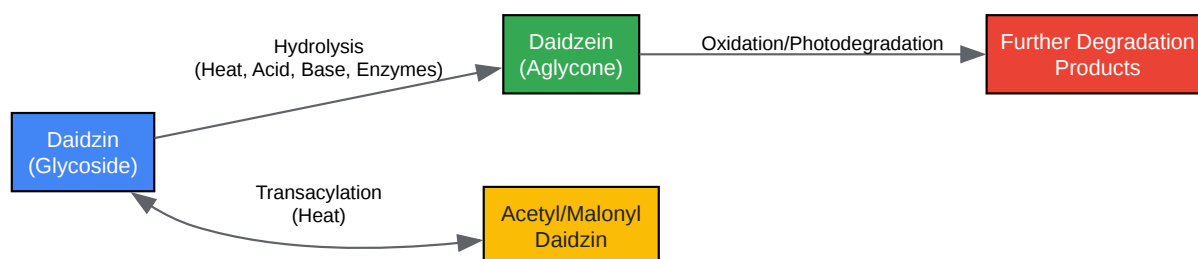 Hydrolysis
(Heat, Acid, Base, Enzymes)
Daidzein
(Aglycone)
Oxidation/Photodegradation
Further Degradation
Products
Daidzin
(Glycoside)
Transacylation
(Heat)
Acetyl/Malonyl
Daidzin